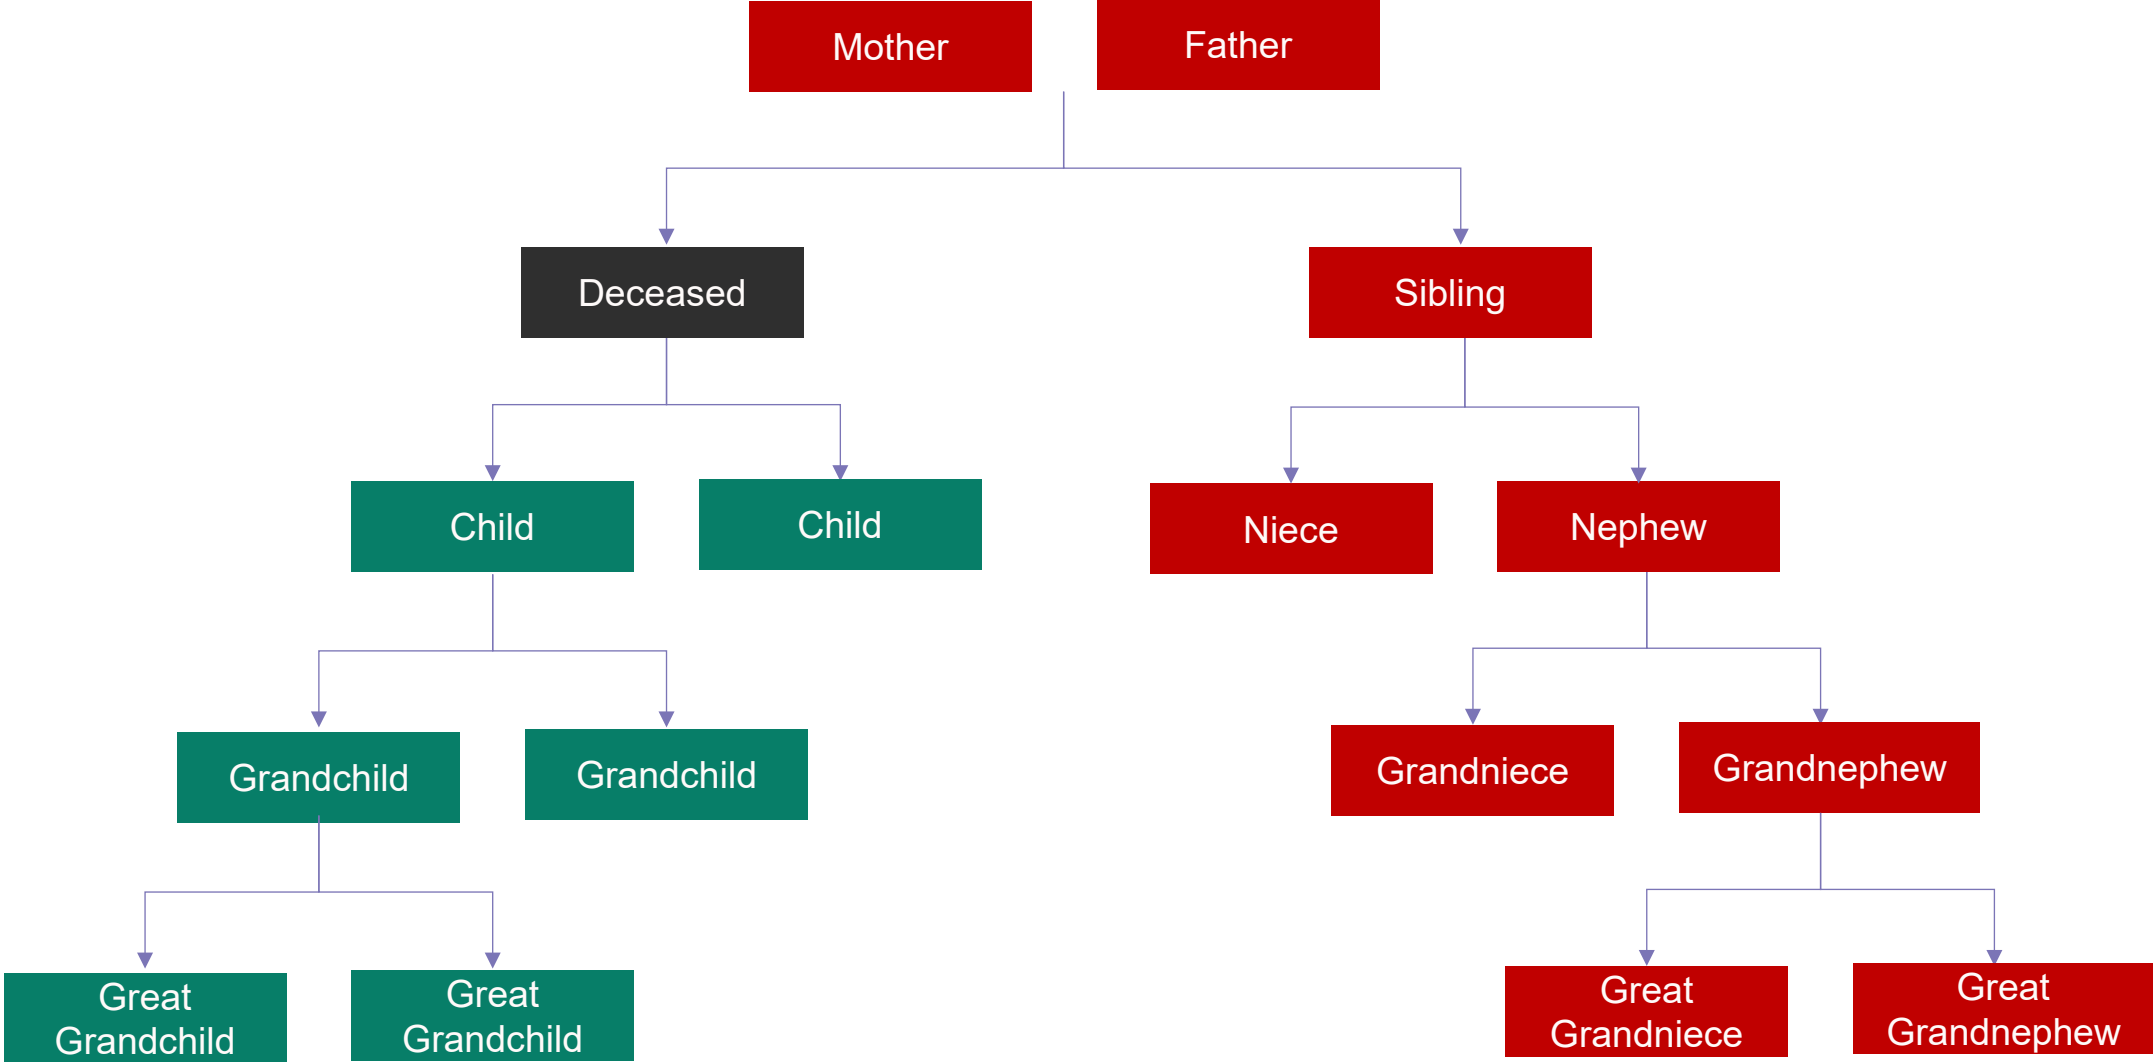 Mother
Father
Deceased
Sibling
Child
Child
Niece
Nephew
Grandchild
Grandchild
Grandniece
Grandnephew
Great
Grandchild
Great
Grandchild
Great
Grandniece
Great
Grandnephew